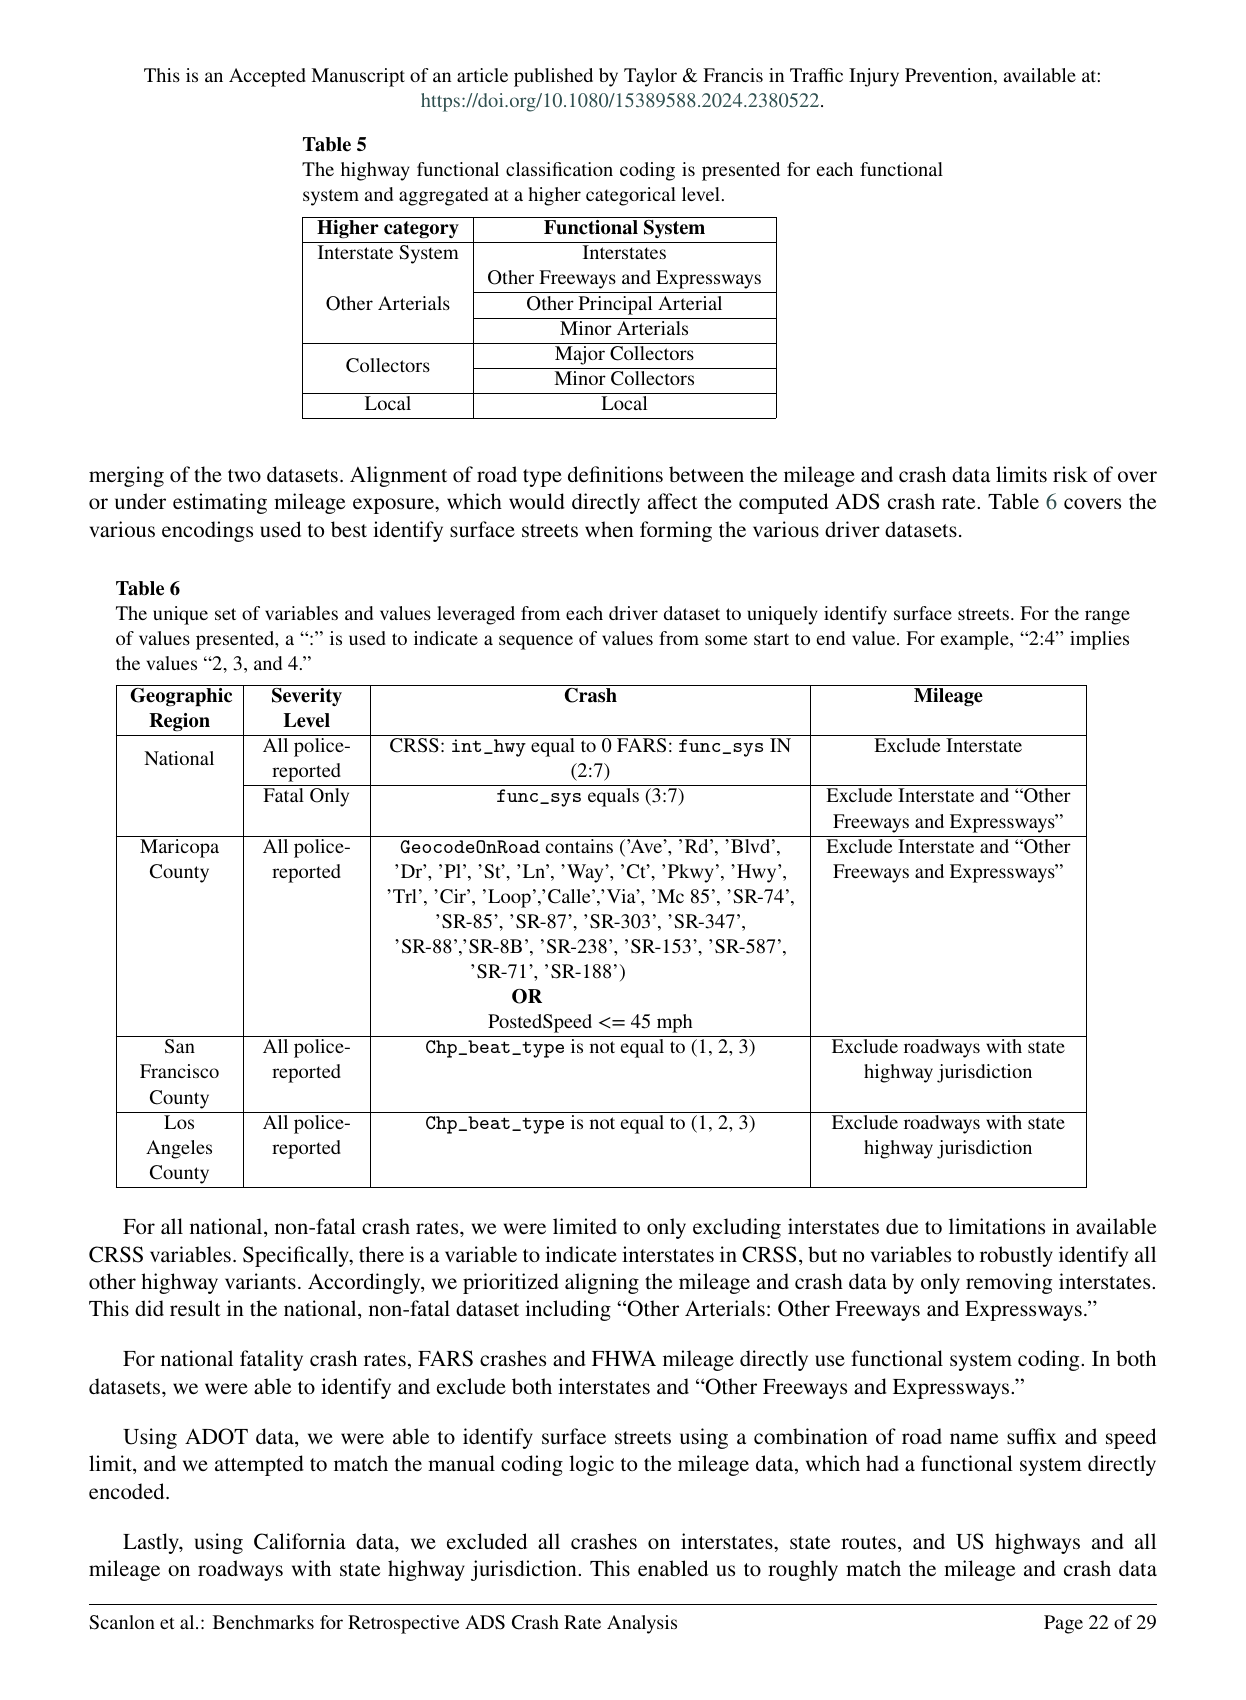 This is an Accepted Manuscript of an article published by Taylor & Francis in Traffic Injury Prevention, available at:
https://doi.org/10.1080/15389588.2024.2380522.
Table 5
The highway functional classification coding is presented for each functional
system and aggregated at a higher categorical level.
Higher category Functional System
Interstate System Interstates
Other Freeways and Expressways
Other Arterials Other Principal Arterial
Minor Arterials
Major Collectors
Collectors
Minor Collectors
Local Local
merging of the two datasets. Alignment of road type definitions between the mileage and crash data limits risk of over
or under estimating mileage exposure, which would directly affect the computed ADS crash rate. Table 6 covers the
various encodings used to best identify surface streets when forming the various driver datasets.
Table 6
The unique set of variables and values leveraged from each driver dataset to uniquely identify surface streets. For the range
of values presented, a “:” is used to indicate a sequence of values from some start to end value. For example, “2:4” implies
the values “2, 3, and 4.”
Geographic Severity Crash Mileage
Region Level
National All police- CRSS: int_hwy equal to 0 FARS: func_sys IN Exclude Interstate
reported (2:7)
Fatal Only func_sys equals (3:7) Exclude Interstate and “Other
Freeways and Expressways”
Maricopa All police- GeocodeOnRoad contains (’Ave’, ’Rd’, ’Blvd’, Exclude Interstate and “Other
County reported ’Dr’, ’Pl’, ’St’, ’Ln’, ’Way’, ’Ct’, ’Pkwy’, ’Hwy’, Freeways and Expressways”
’Trl’, ’Cir’, ’Loop’,’Calle’,’Via’, ’Mc 85’, ’SR-74’,
’SR-85’, ’SR-87’, ’SR-303’, ’SR-347’,
’SR-88’,’SR-8B’, ’SR-238’, ’SR-153’, ’SR-587’,
’SR-71’, ’SR-188’)
OR
PostedSpeed <= 45 mph
San All police- Chp_beat_type is not equal to (1, 2, 3) Exclude roadways with state
Francisco reported highway jurisdiction
County
Los All police- Chp_beat_type is not equal to (1, 2, 3) Exclude roadways with state
Angeles reported highway jurisdiction
County
For all national, non-fatal crash rates, we were limited to only excluding interstates due to limitations in available
CRSS variables. Specifically, there is a variable to indicate interstates in CRSS, but no variables to robustly identify all
other highway variants. Accordingly, we prioritized aligning the mileage and crash data by only removing interstates.
This did result in the national, non-fatal dataset including “Other Arterials: Other Freeways and Expressways.”
For national fatality crash rates, FARS crashes and FHWA mileage directly use functional system coding. In both
datasets, we were able to identify and exclude both interstates and “Other Freeways and Expressways.”
Using ADOT data, we were able to identify surface streets using a combination of road name suffix and speed
limit, and we attempted to match the manual coding logic to the mileage data, which had a functional system directly
encoded.
Lastly, using California data, we excluded all crashes on interstates, state routes, and US highways and all
mileage on roadways with state highway jurisdiction. This enabled us to roughly match the mileage and crash data
Scanlon et al.: Benchmarks for Retrospective ADS Crash Rate Analysis Page 22 of 29